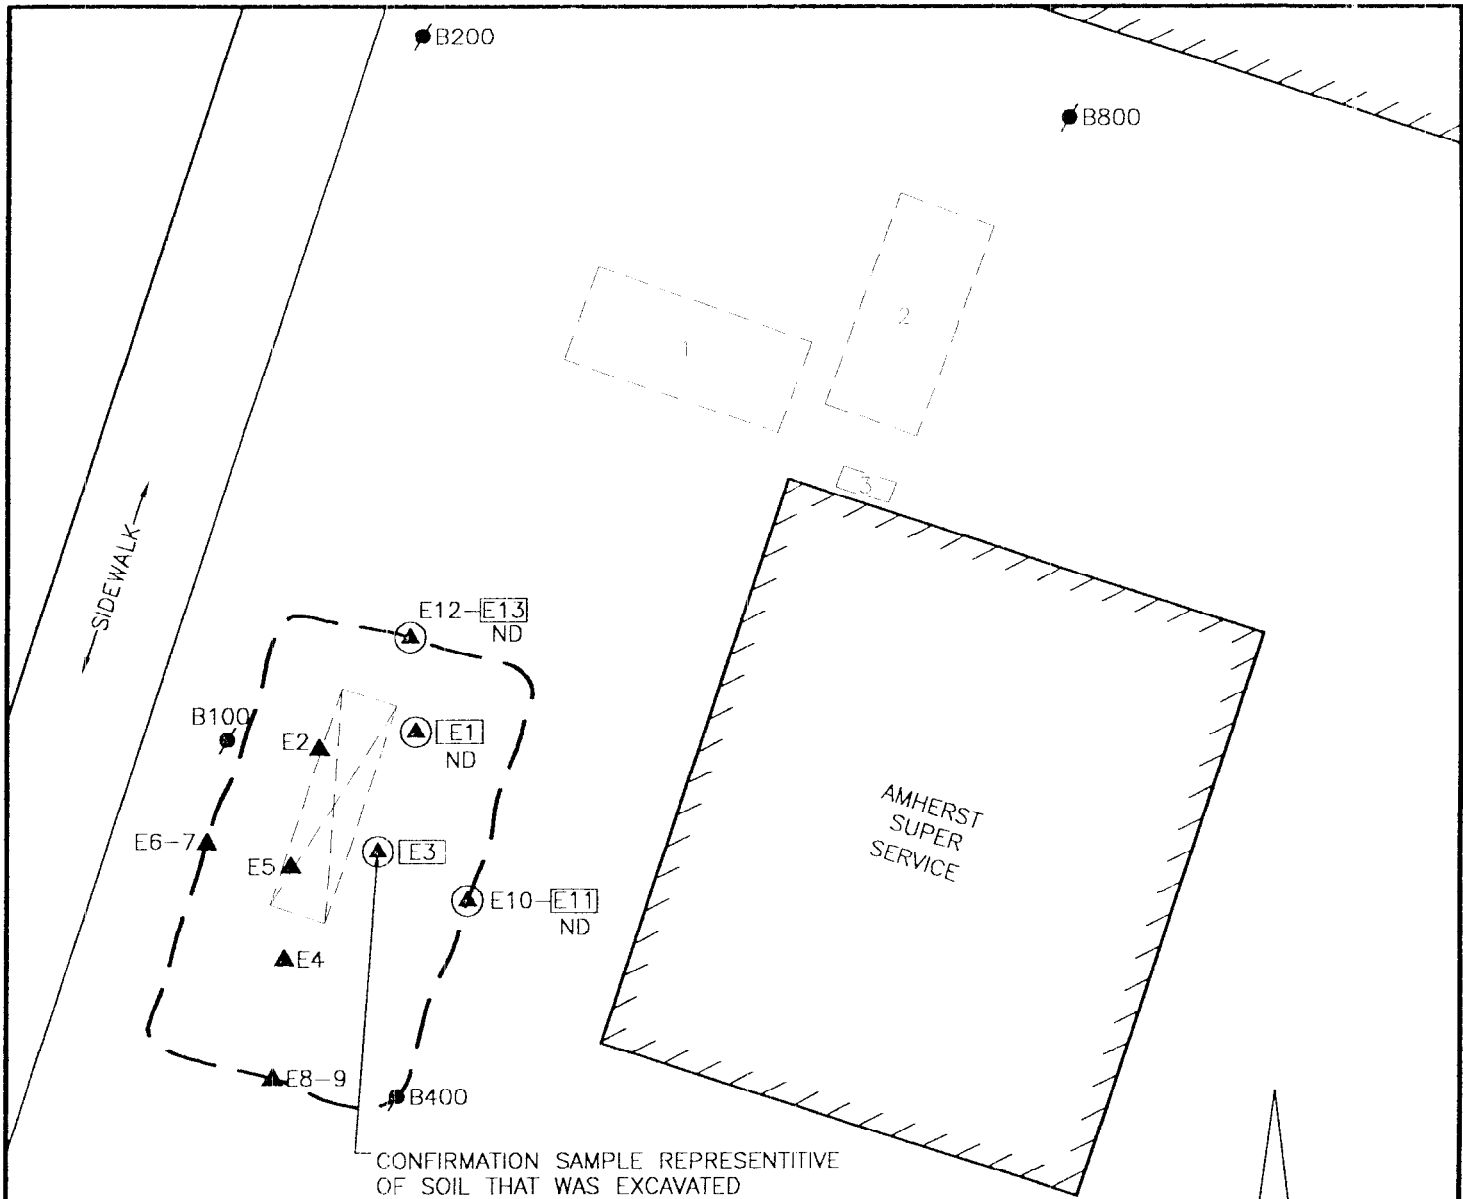 B200
B800
2
1
3
SIDEWALK
E12-E13
ND
B100
E2
E1
ND
E6-7
E5
E3
E10-E11
ND
AMHERST
SUPER
SERVICE
E4
E8-9
B400
CONFIRMATION SAMPLE REPRESENTITIVE
OF SOIL THAT WAS EXCAVATED